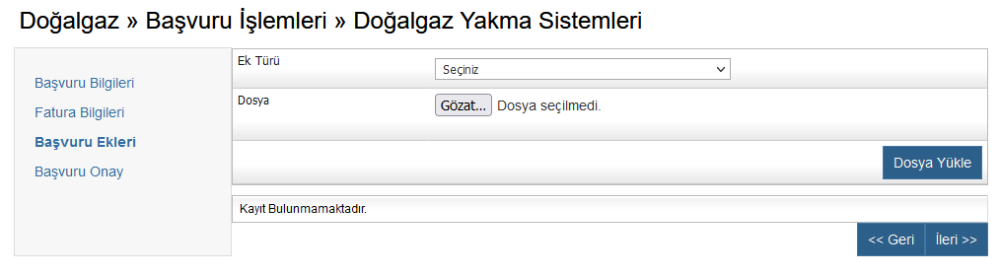 Doğalgaz » Başvuru İşlemleri » Doğalgaz Yakma Sistemleri
Başvuru Bilgileri
Fatura Bilgileri
Başvuru Ekleri
Başvuru Onay
Ek Türü
Seçiniz
Dosya
Gözat... Dosya seçilmedi.
Dosya Yükle
Kayıt Bulunmamaktadır.
<< Geri İleri >>